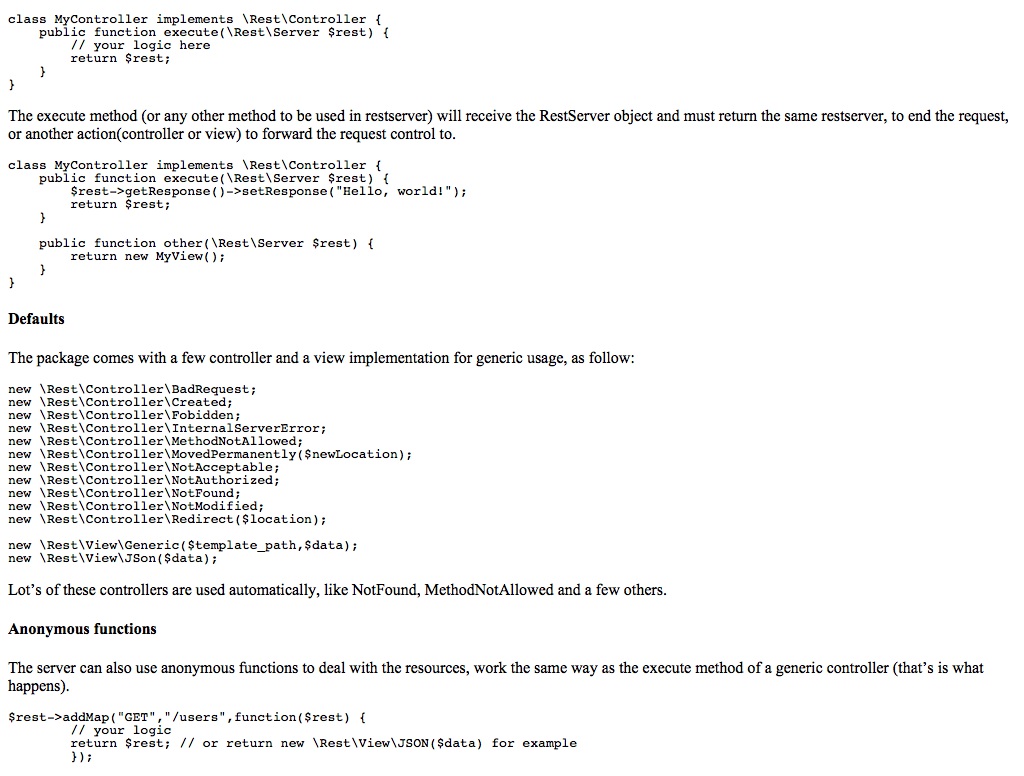 class MyController implements \Rest\Controller {
    public function execute(\Rest\Server $rest) {
        // your logic here
        return $rest;
    }
}
The execute method (or any other method to be used in restserver) will receive the RestServer object and must return the same restserver, to end the request,
or another action(controller or view) to forward the request control to.
class MyController implements \Rest\Controller {
    public function execute(\Rest\Server $rest) {
        $rest->getResponse()->setResponse("Hello, world!");
        return $rest;
    }
    public function other(\Rest\Server $rest) {
        return new MyView();
    }
}
Defaults
The package comes with a few controller and a view implementation for generic usage, as follow:
new \Rest\Controller\BadRequest;
new \Rest\Controller\Created;
new \Rest\Controller\Fobidden;
new \Rest\Controller\InternalServerError;
new \Rest\Controller\MethodNotAllowed;
new \Rest\Controller\MovedPermanently($newLocation);
new \Rest\Controller\NotAcceptable;
new \Rest\Controller\NotAuthorized;
new \Rest\Controller\NotFound;
new \Rest\Controller\NotModified;
new \Rest\Controller\Redirect($location);
new \Rest\View\Generic($template_path,$data);
new \Rest\View\JSon($data);
Lot’s of these controllers are used automatically, like NotFound, MethodNotAllowed and a few others.
Anonymous functions
The server can also use anonymous functions to deal with the resources, work the same way as the execute method of a generic controller (that’s is what
happens).
$rest->addMap("GET","/users",function($rest) {
        // your logic
        return $rest; // or return new \Rest\View\JSON($data) for example
        });